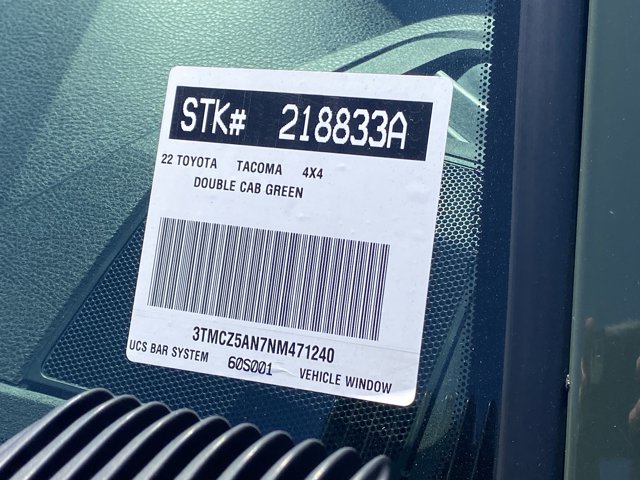 STK# 218833A
22 TOYOTA TACOMA 4X4
DOUBLE CAB GREEN
3TMCZ5AN7NM471240
UCS BAR SYSTEM 60S001 VEHICLE WINDOW